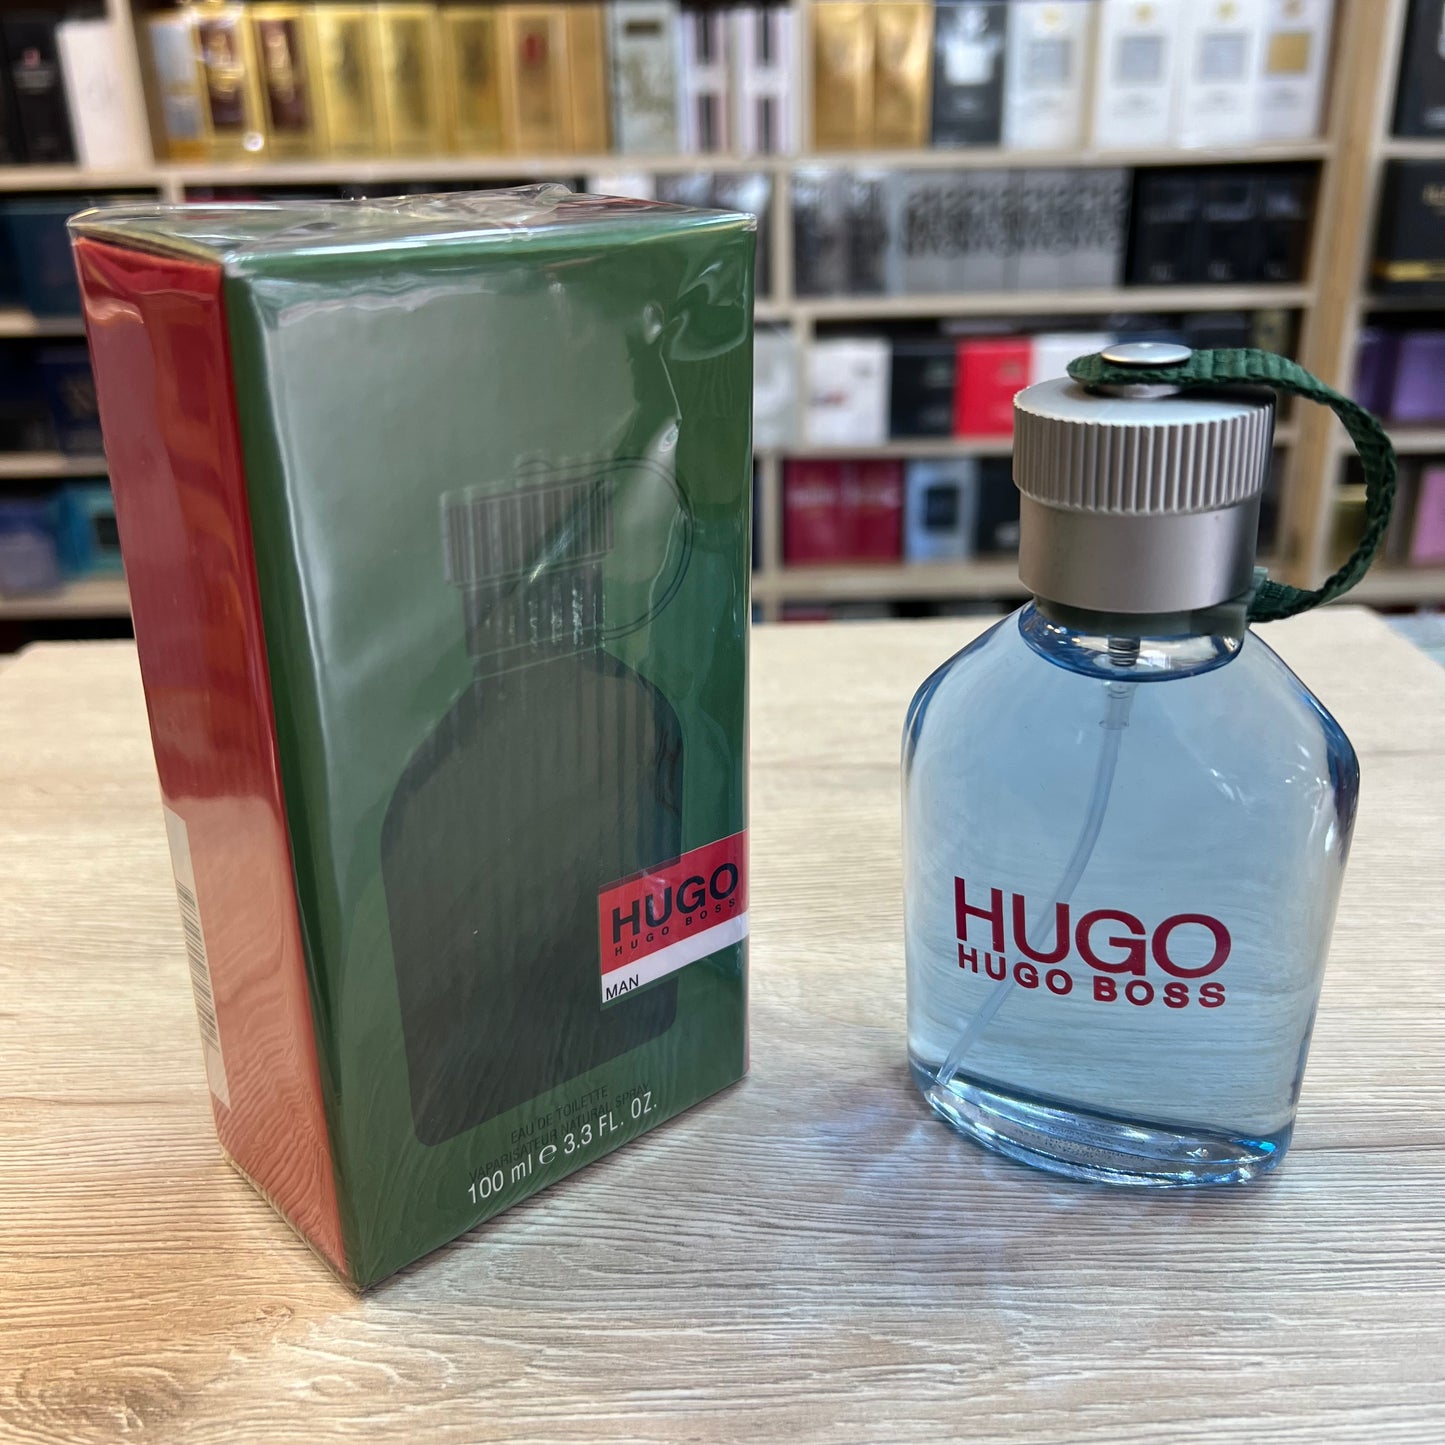 HUGO
HUGO BOSS
MAN
EAU DE TOILETTE
VAPORISATEUR NATURAL SPRAY
100 ml ℮ 3.3 FL. OZ.
HUGO
HUGO BOSS